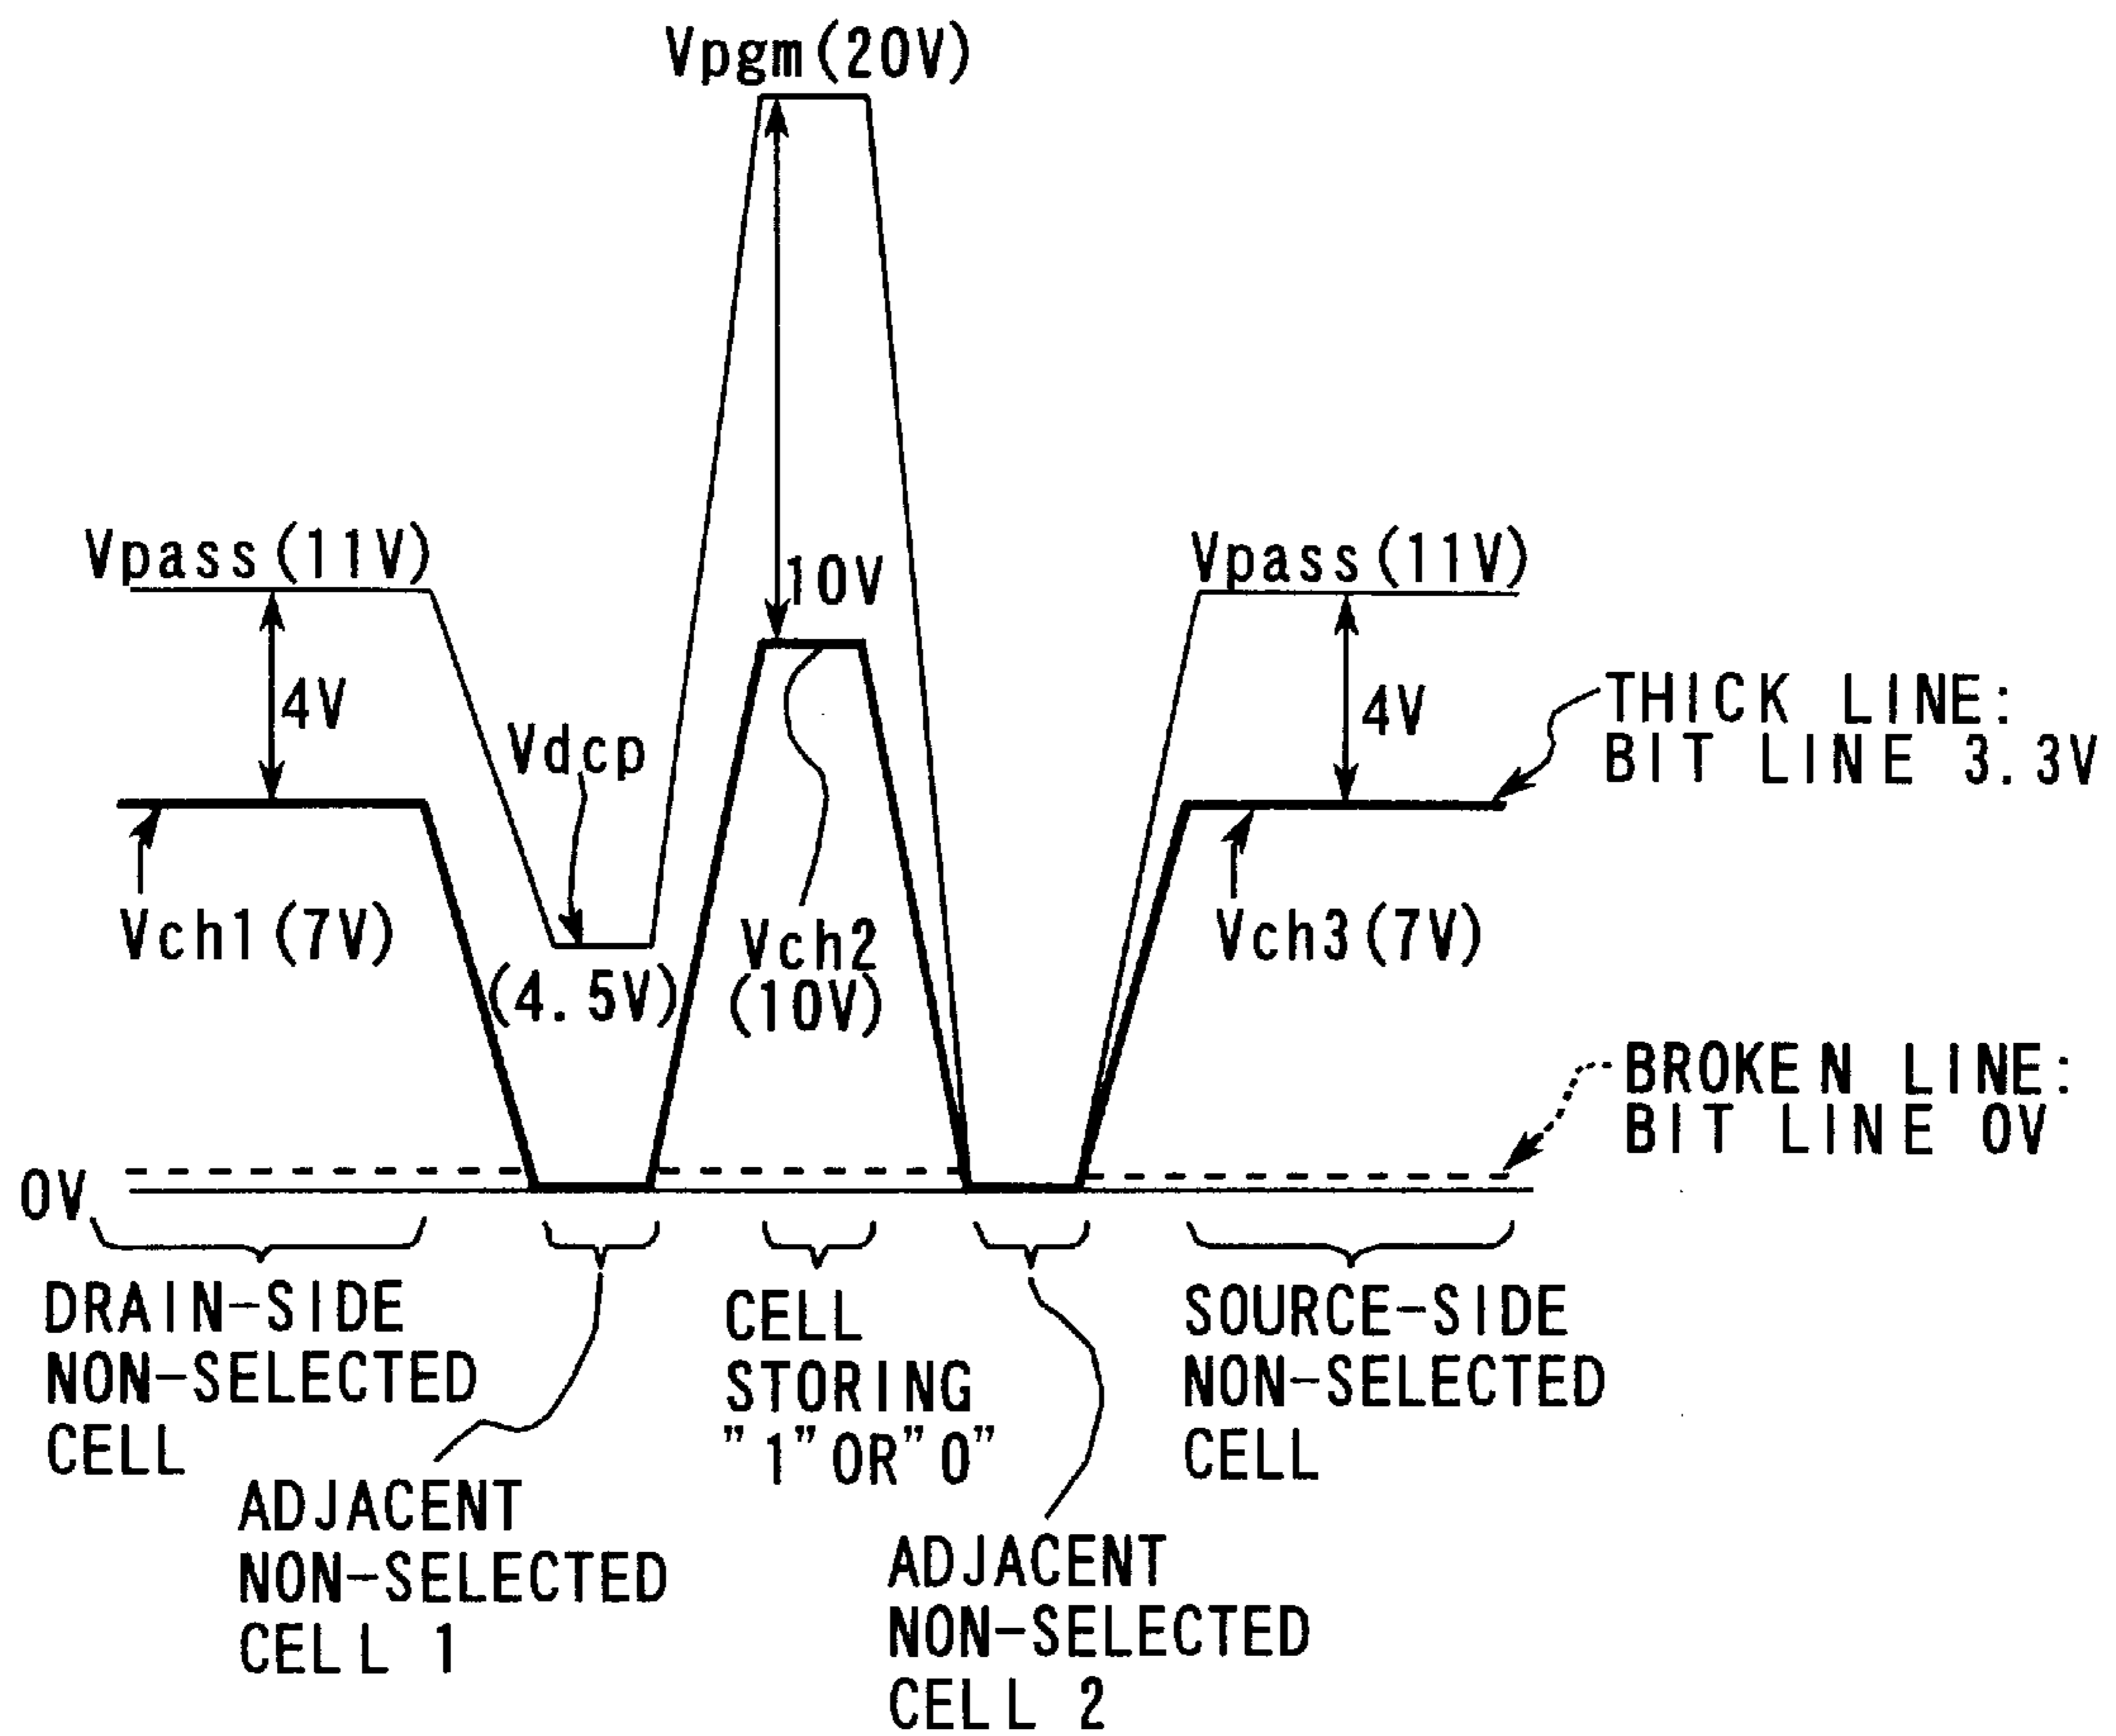 Vpgm(20V)
Vpass(11V)
Vpass(11V)
10V
4V
4V
THICK LINE:
BIT LINE 3.3V
Vdcp
Vch1(7V)
(4.5V)
Vch2
(10V)
Vch3(7V)
BROKEN LINE:
BIT LINE 0V
0V
DRAIN-SIDE
NON-SELECTED
CELL
ADJACENT
NON-SELECTED
CELL 1
CELL
STORING
"1"OR"0"
ADJACENT
NON-SELECTED
CELL 2
SOURCE-SIDE
NON-SELECTED
CELL